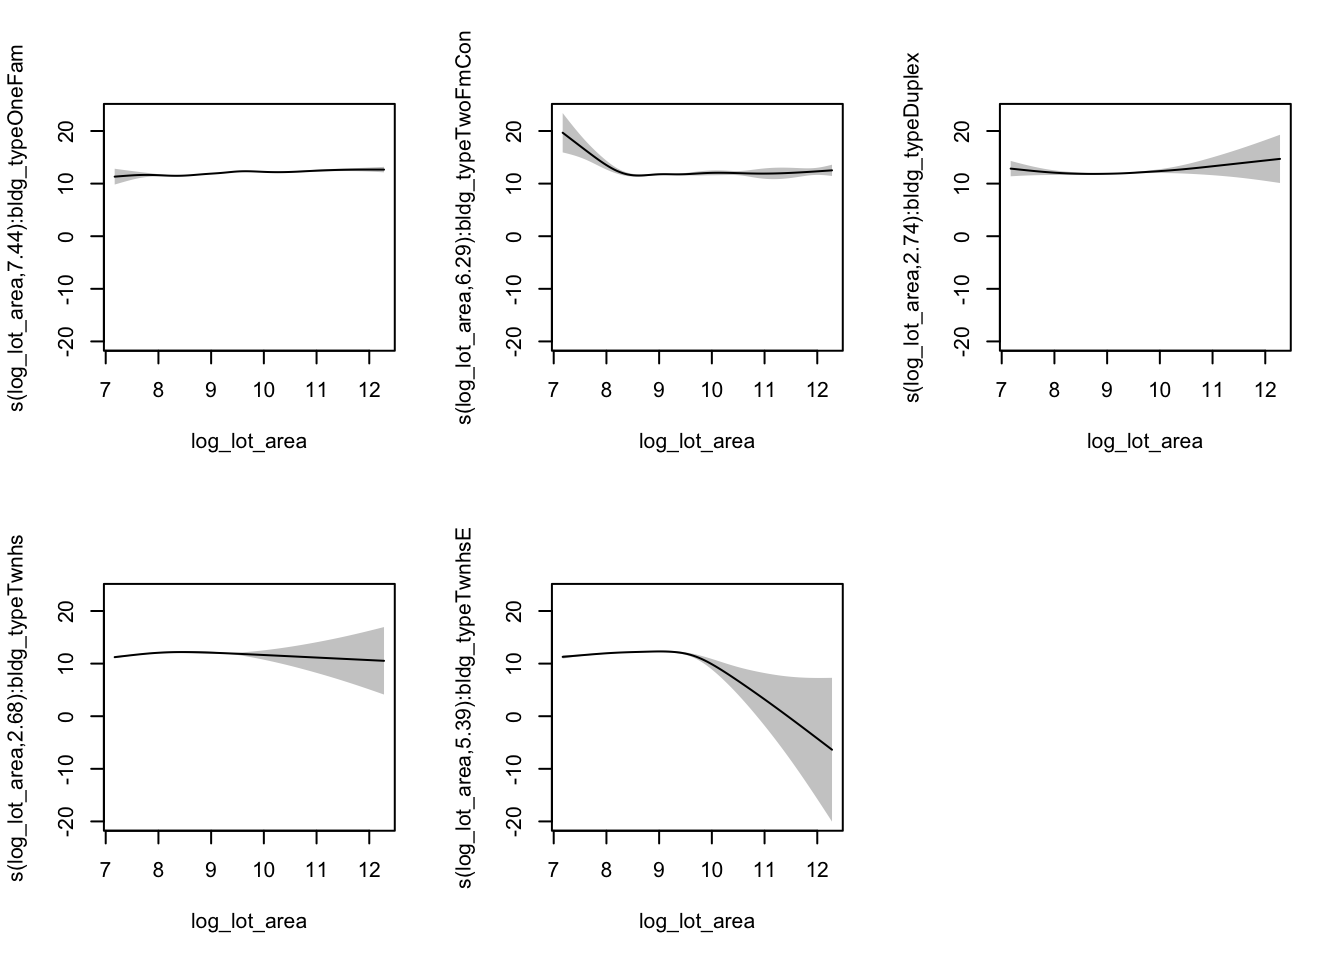 s(log_lot_area,7.44):bldg_typeOneFam
20
10
0
-10
-20
7 8 9 10 11 12
log_lot_area
s(log_lot_area,6.29):bldg_typeTwoFmCon
20
10
0
-10
-20
7 8 9 10 11 12
log_lot_area
s(log_lot_area,2.74):bldg_typeDuplex
20
10
0
-10
-20
7 8 9 10 11 12
log_lot_area
s(log_lot_area,2.68):bldg_typeTwnhs
20
10
0
-10
-20
7 8 9 10 11 12
log_lot_area
s(log_lot_area,5.39):bldg_typeTwnhsE
20
10
0
-10
-20
7 8 9 10 11 12
log_lot_area